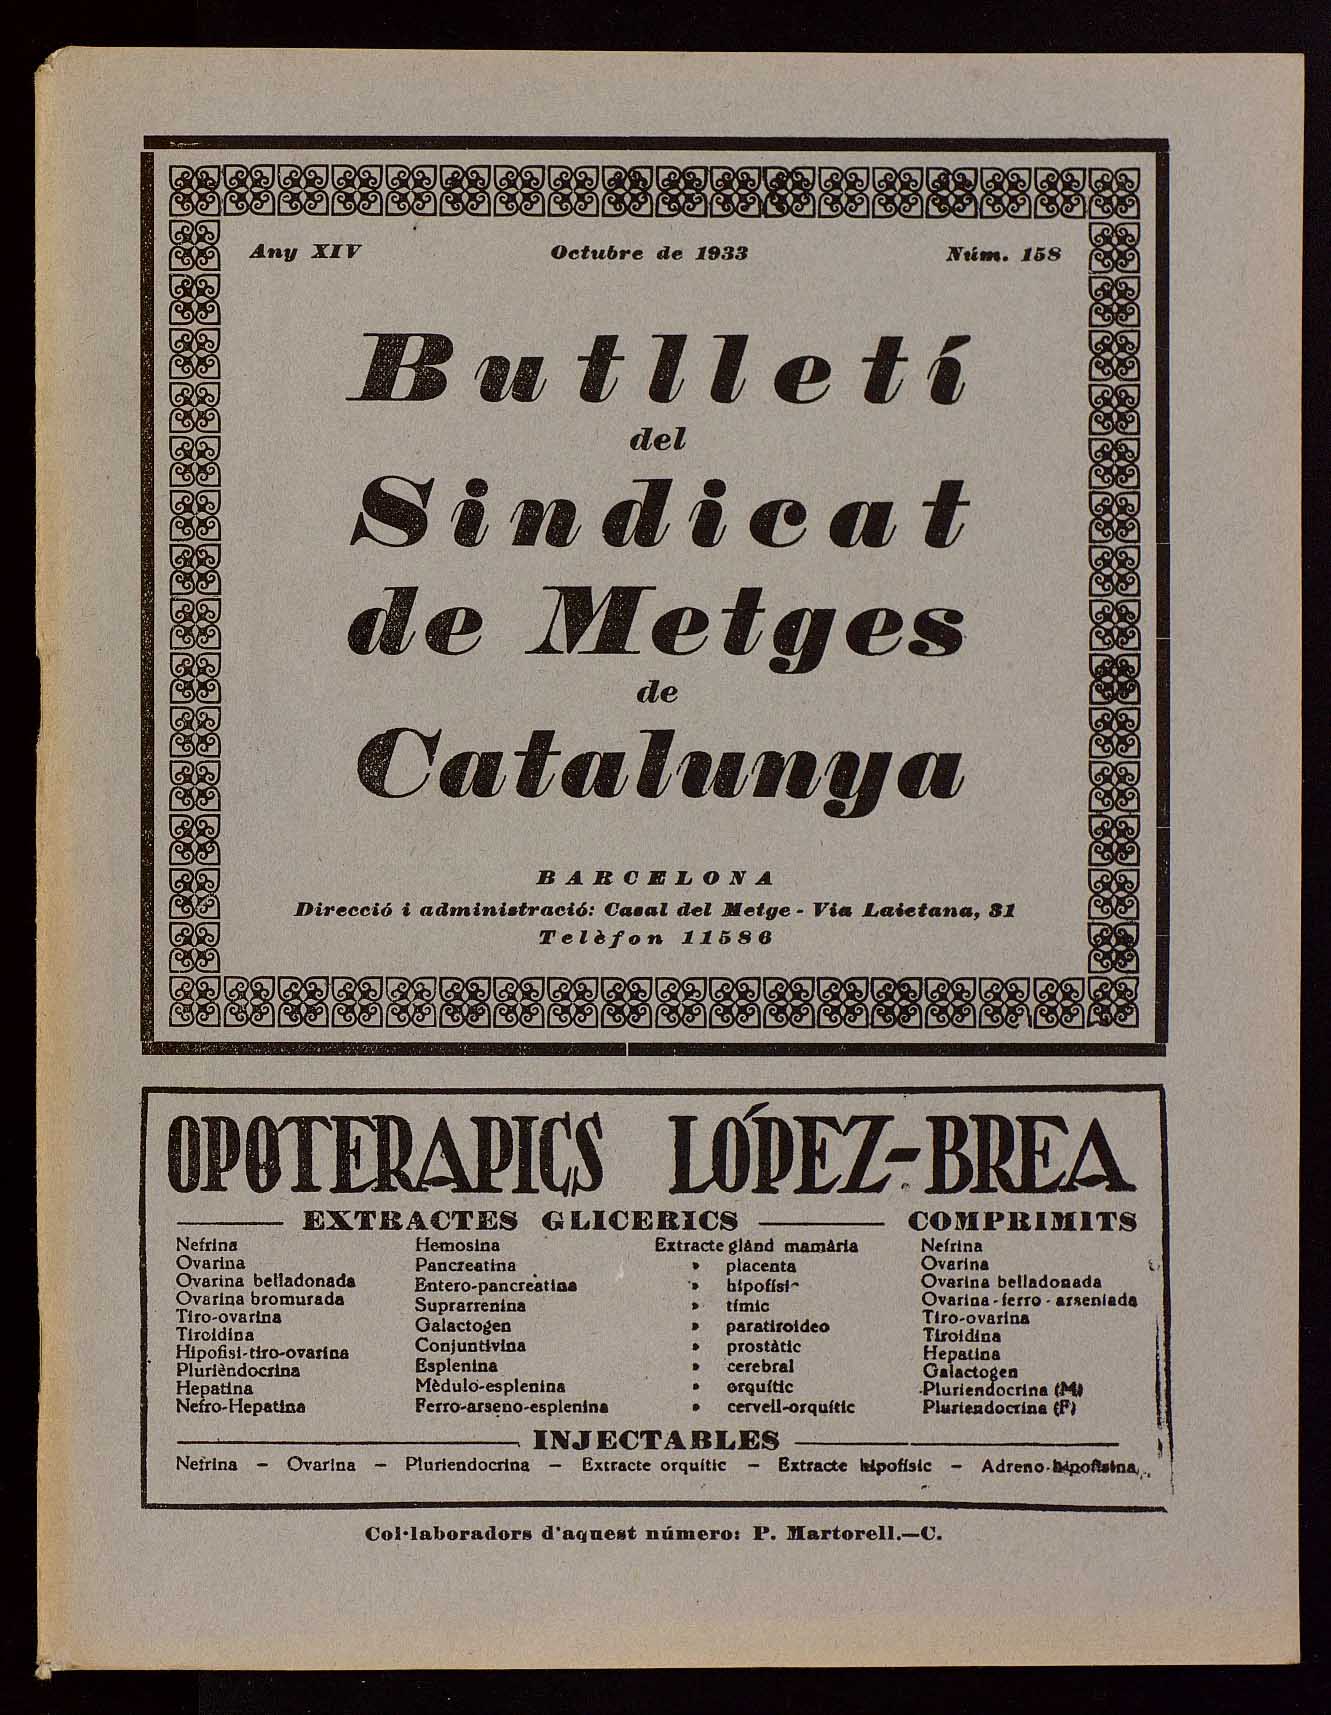 Any XIV Octubre de 1933 Núm. 158
Butlletí
del
Sindicat
de Metges
de
Catalunya
BARCELONA
Direcció i administració: Casal del Metge - Via Laietana, 31
Telèfon 11586
OPOTERAPICS LÓPEZ-BREA
EXTRACTES GLICERICS
Nefrina
Ovarina
Ovarina belladonada
Ovarina bromurada
Tiro-ovarina
Tiroidina
Hipofisi-tiro-ovarina
Plurièndocrina
Hepatina
Nefro-Hepatina
Hemosina
Pancreatina
Entero-pancreàtina
Suprarrenina
Galactogen
Conjuntivina
Esplenina
Mèdulo-esplenina
Ferro-arseno-esplenina
Extracte glànd mamària
» placenta
» hipofisi
» tímic
» paratiroideo
» prostàtic
» cerebral
» orquític
» cervell-orquític
COMPRIMITS
Nefrina
Ovarina
Ovarina belladonada
Ovarina-ferro-arseniada
Tiro-ovarina
Tiroidina
Hepatina
Galactogen
Pluriendocrina (M)
Pluriendocrina (F)
INJECTABLES
Nefrina — Ovarina — Pluriendocrina — Extracte orquític — Extracte hipofísic — Adreno-hipofisina
Col·laboradors d'aquest número: P. Martorell.—C.